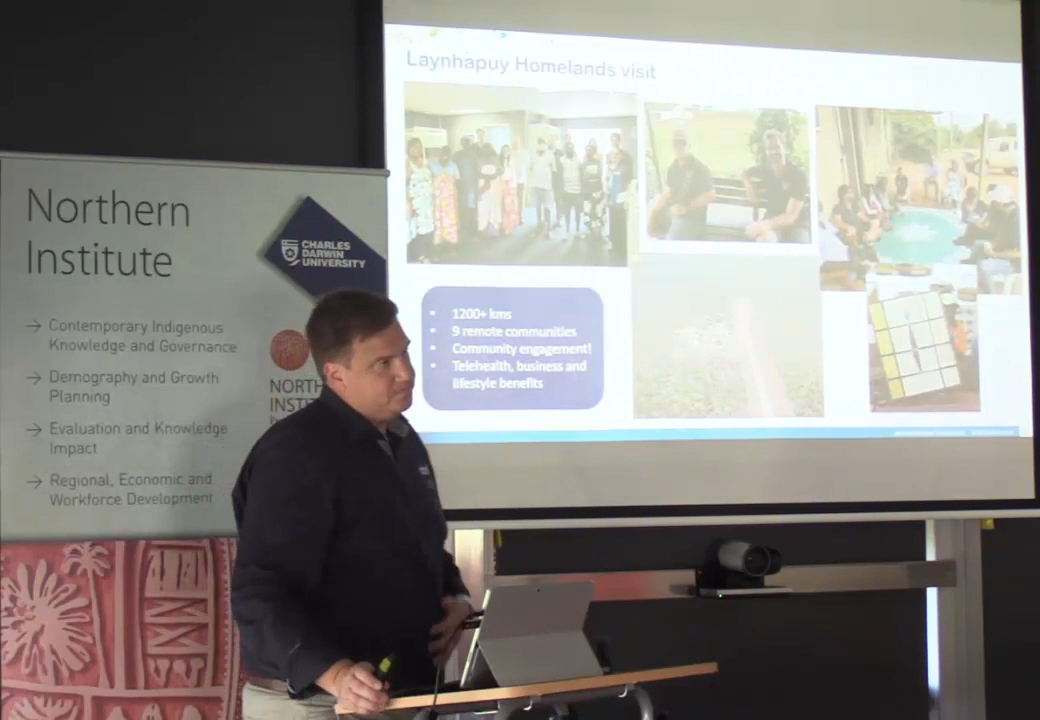 Laynhapuy Homelands visit
Northern
Institute
CHARLES
DARWIN
UNIVERSITY
→ Contemporary Indigenous
Knowledge and Governance
→ Demography and Growth
Planning
→ Evaluation and Knowledge
Impact
→ Regional, Economic and
Workforce Development
• 1200+ kms
• 9 remote communities
• Community engagement!
• Telehealth, business and
lifestyle benefits